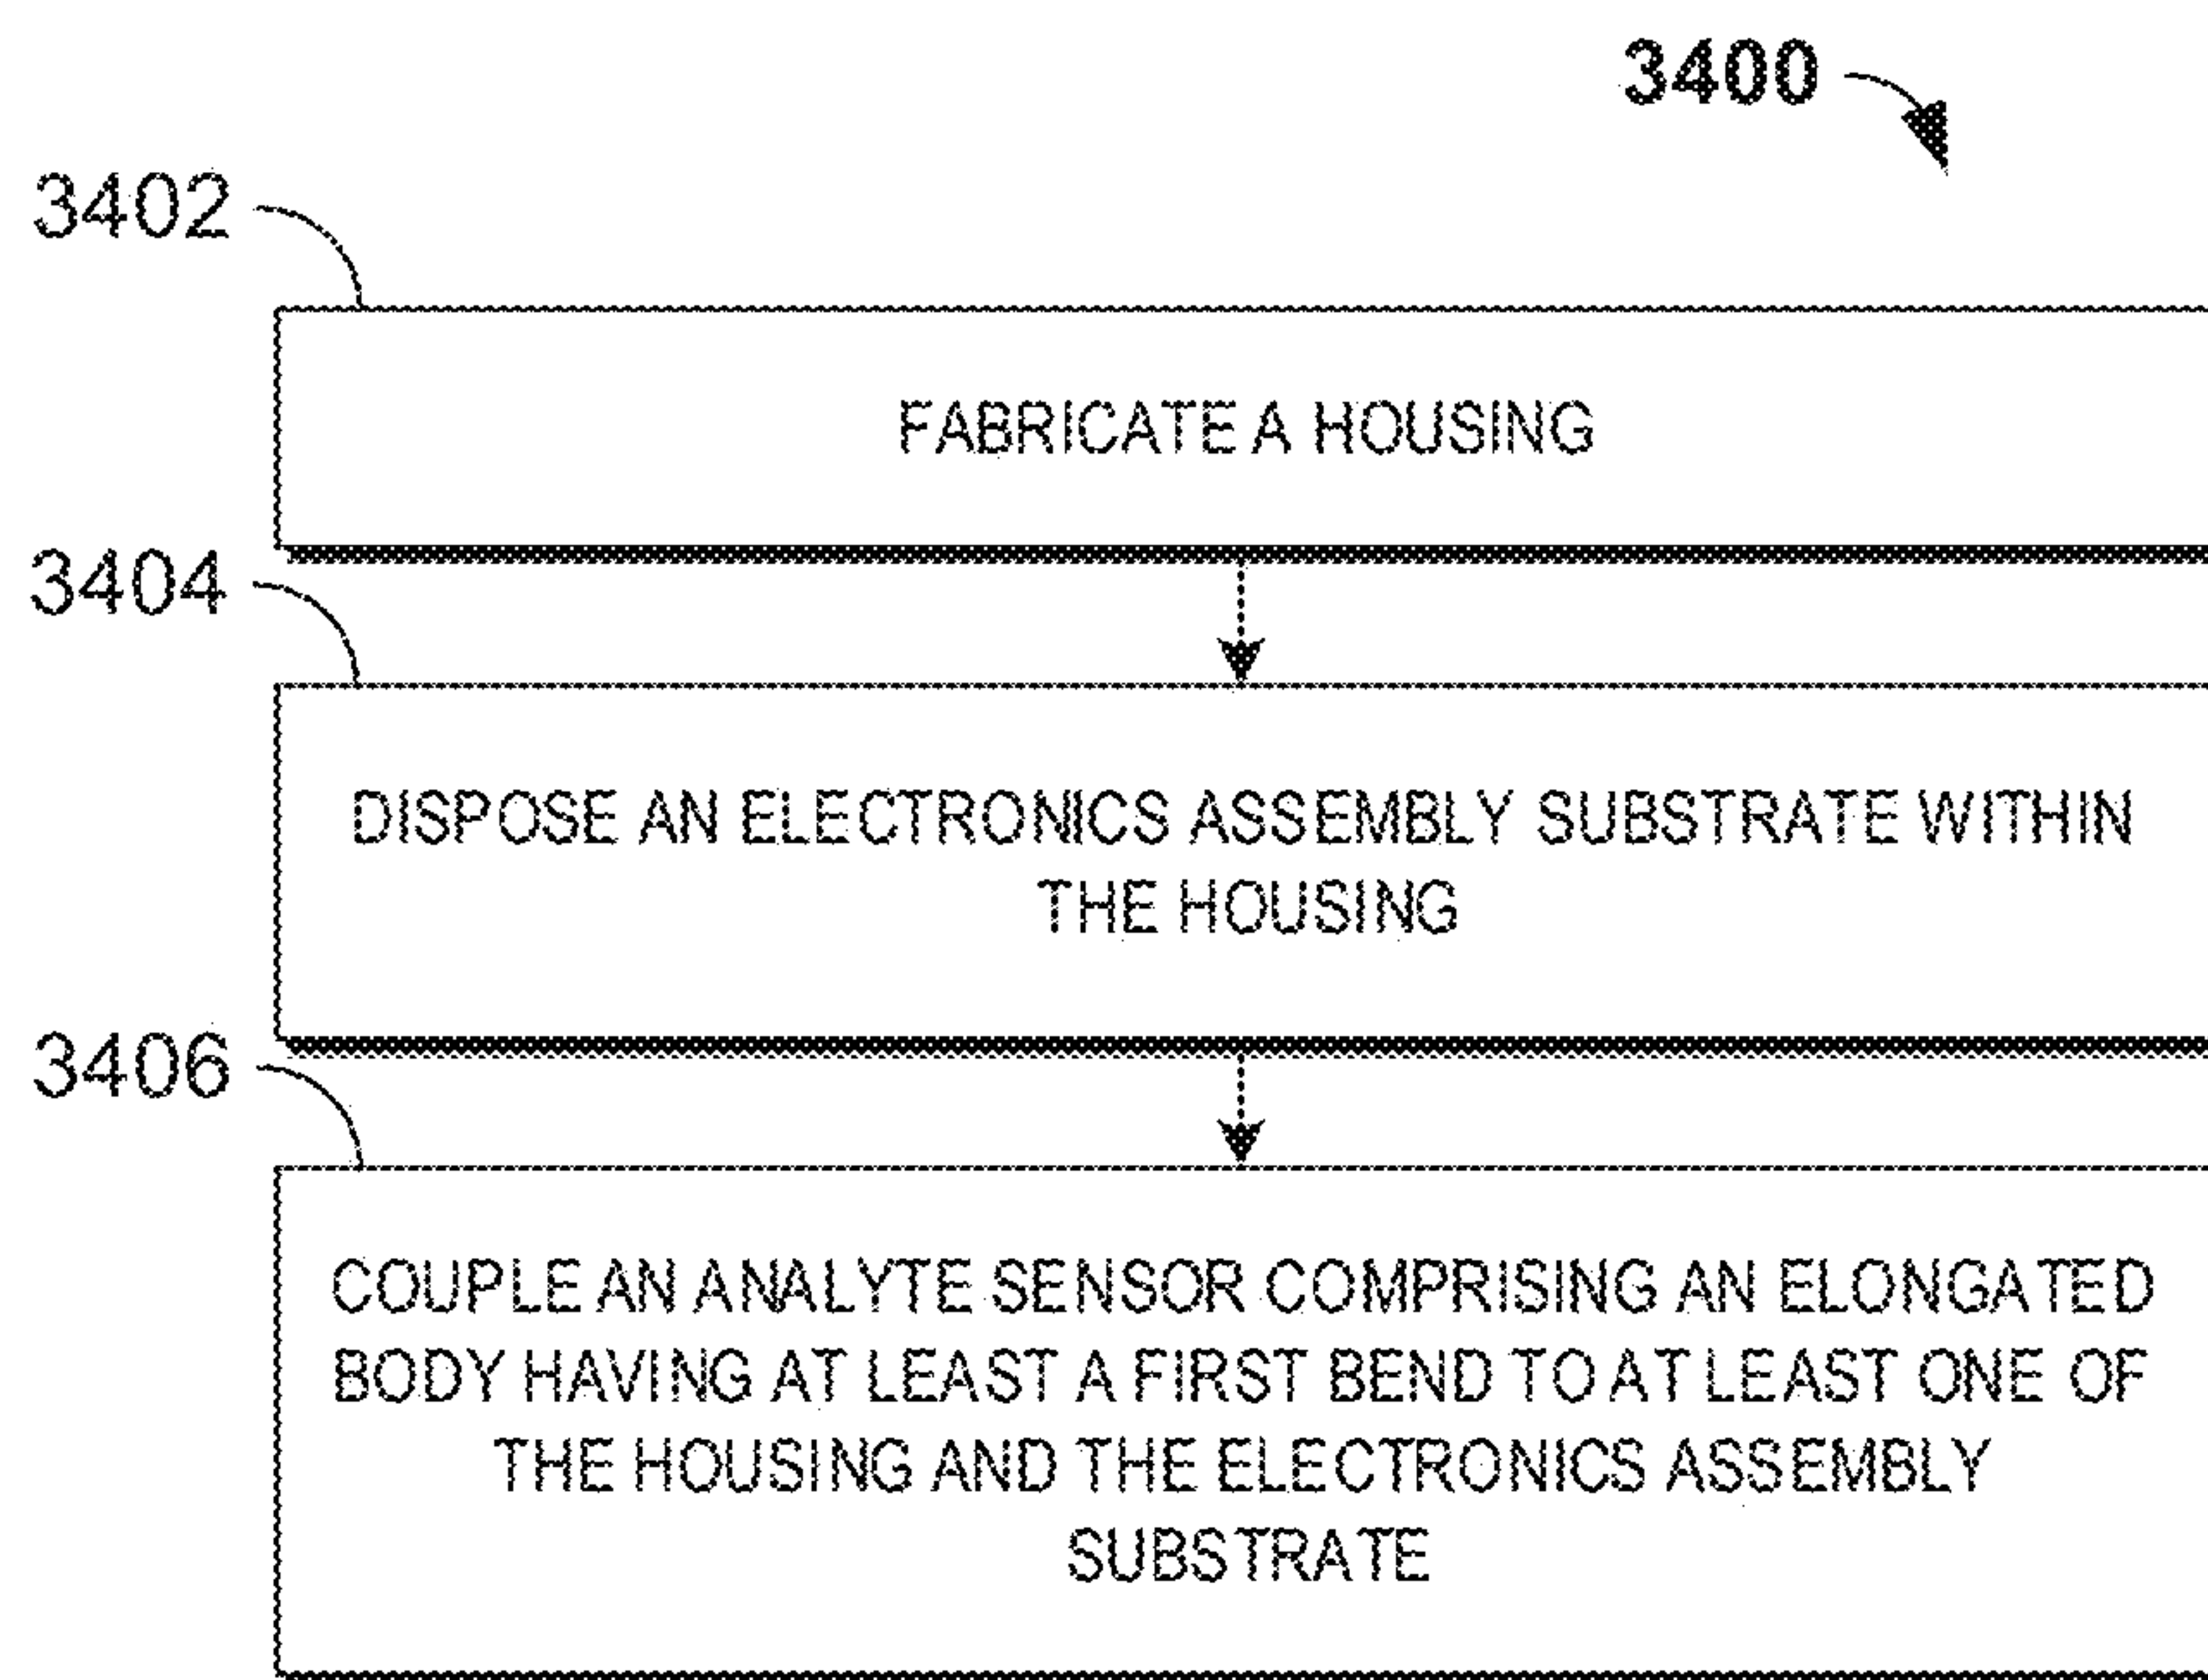 3400
3402
FABRICATE A HOUSING
3404
DISPOSE AN ELECTRONICS ASSEMBLY SUBSTRATE WITHIN
THE HOUSING
3406
COUPLE AN ANALYTE SENSOR COMPRISING AN ELONGATED
BODY HAVING AT LEAST A FIRST BEND TO AT LEAST ONE OF
THE HOUSING AND THE ELECTRONICS ASSEMBLY
SUBSTRATE